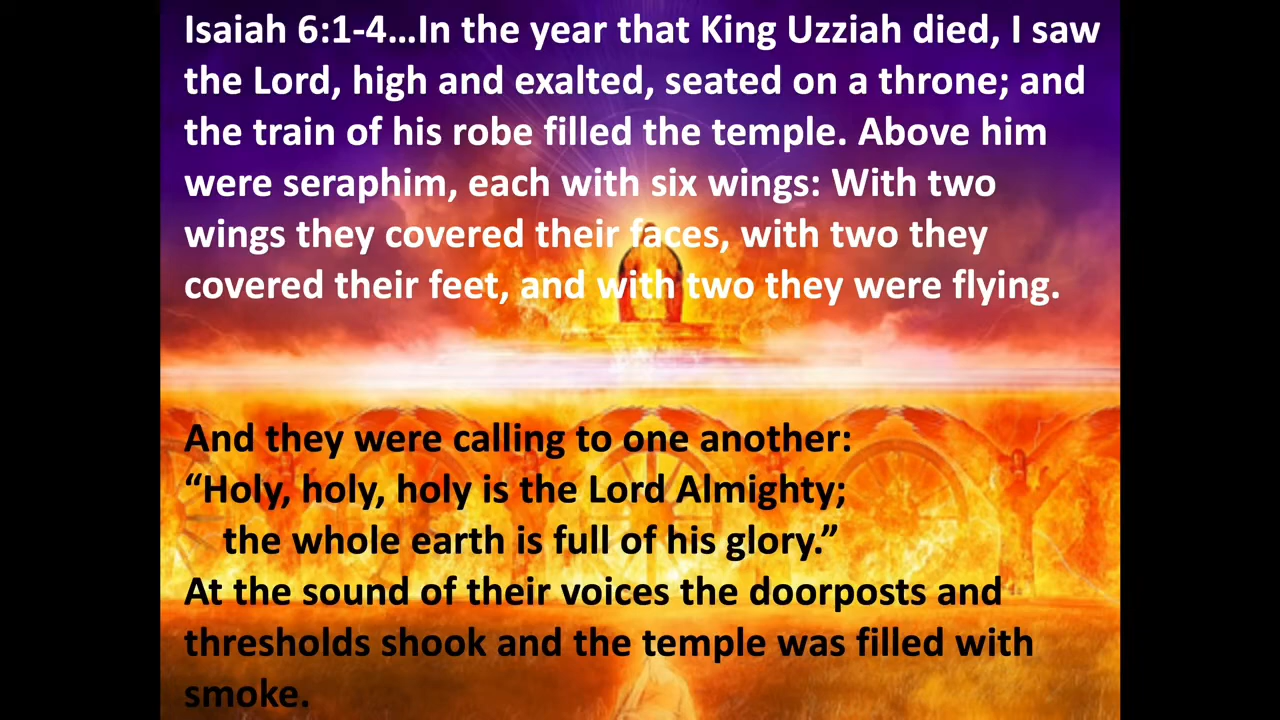 Isaiah 6:1-4…In the year that King Uzziah died, I saw
the Lord, high and exalted, seated on a throne; and
the train of his robe filled the temple. Above him
were seraphim, each with six wings: With two
wings they covered their faces, with two they
covered their feet, and with two they were flying.
And they were calling to one another:
“Holy, holy, holy is the Lord Almighty;
the whole earth is full of his glory.”
At the sound of their voices the doorposts and
thresholds shook and the temple was filled with
smoke.